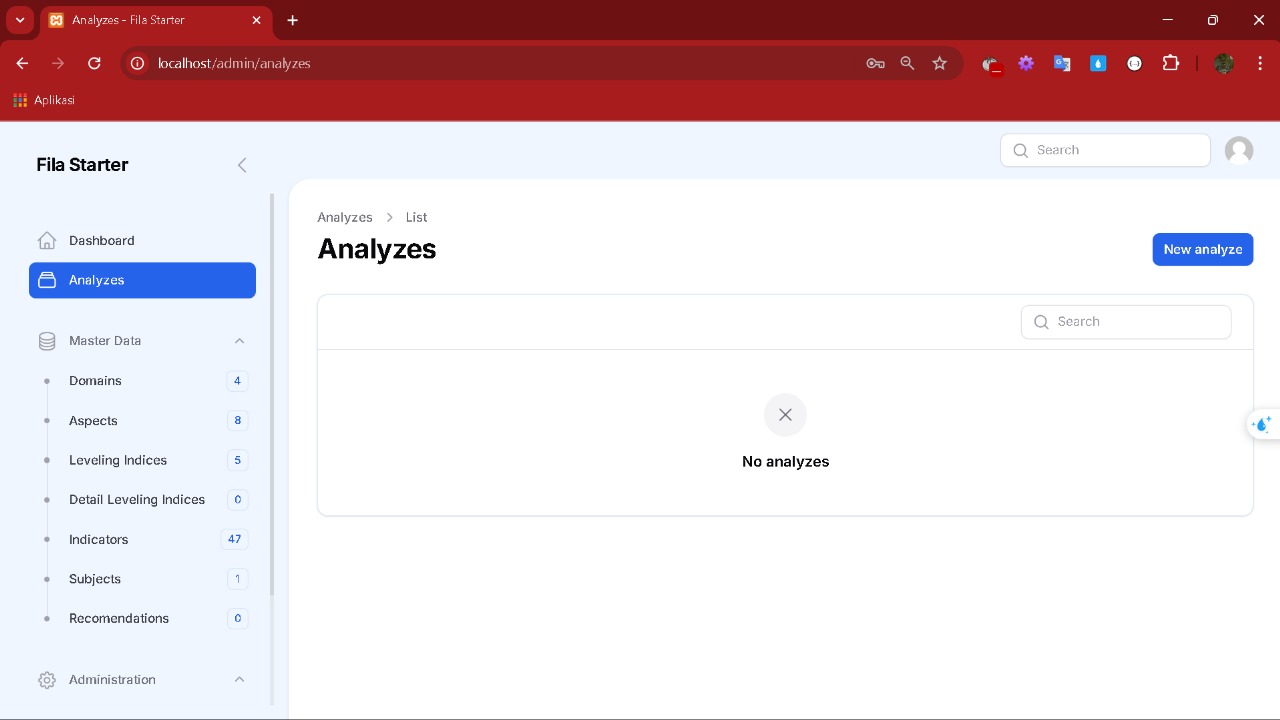 Analyzes - Fila Starter
localhost/admin/analyzes
Aplikasi
Fila Starter
Search
Dashboard
Analyzes
Master Data
Domains 4
Aspects 8
Leveling Indices 5
Detail Leveling Indices 0
Indicators 47
Subjects 1
Recomendations 0
Administration
Analyzes > List
Analyzes
New analyze
Search
No analyzes